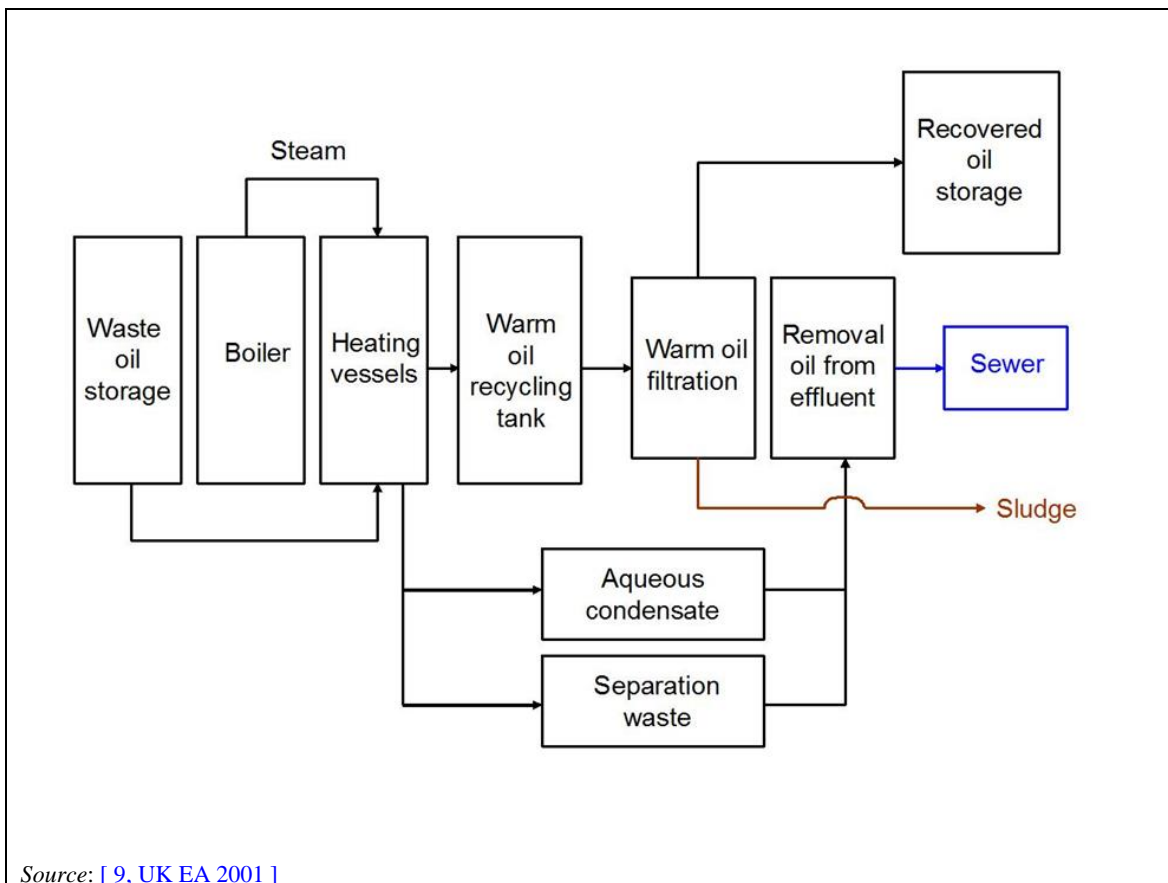 Steam
Waste
oil
storage
Boiler
Heating
vessels
Warm
oil
recycling
tank
Warm oil
filtration
Recovered
oil
storage
Removal
oil from
effluent
Sewer
Sludge
Aqueous
condensate
Separation
waste
Source: [ 9, UK EA 2001 ]